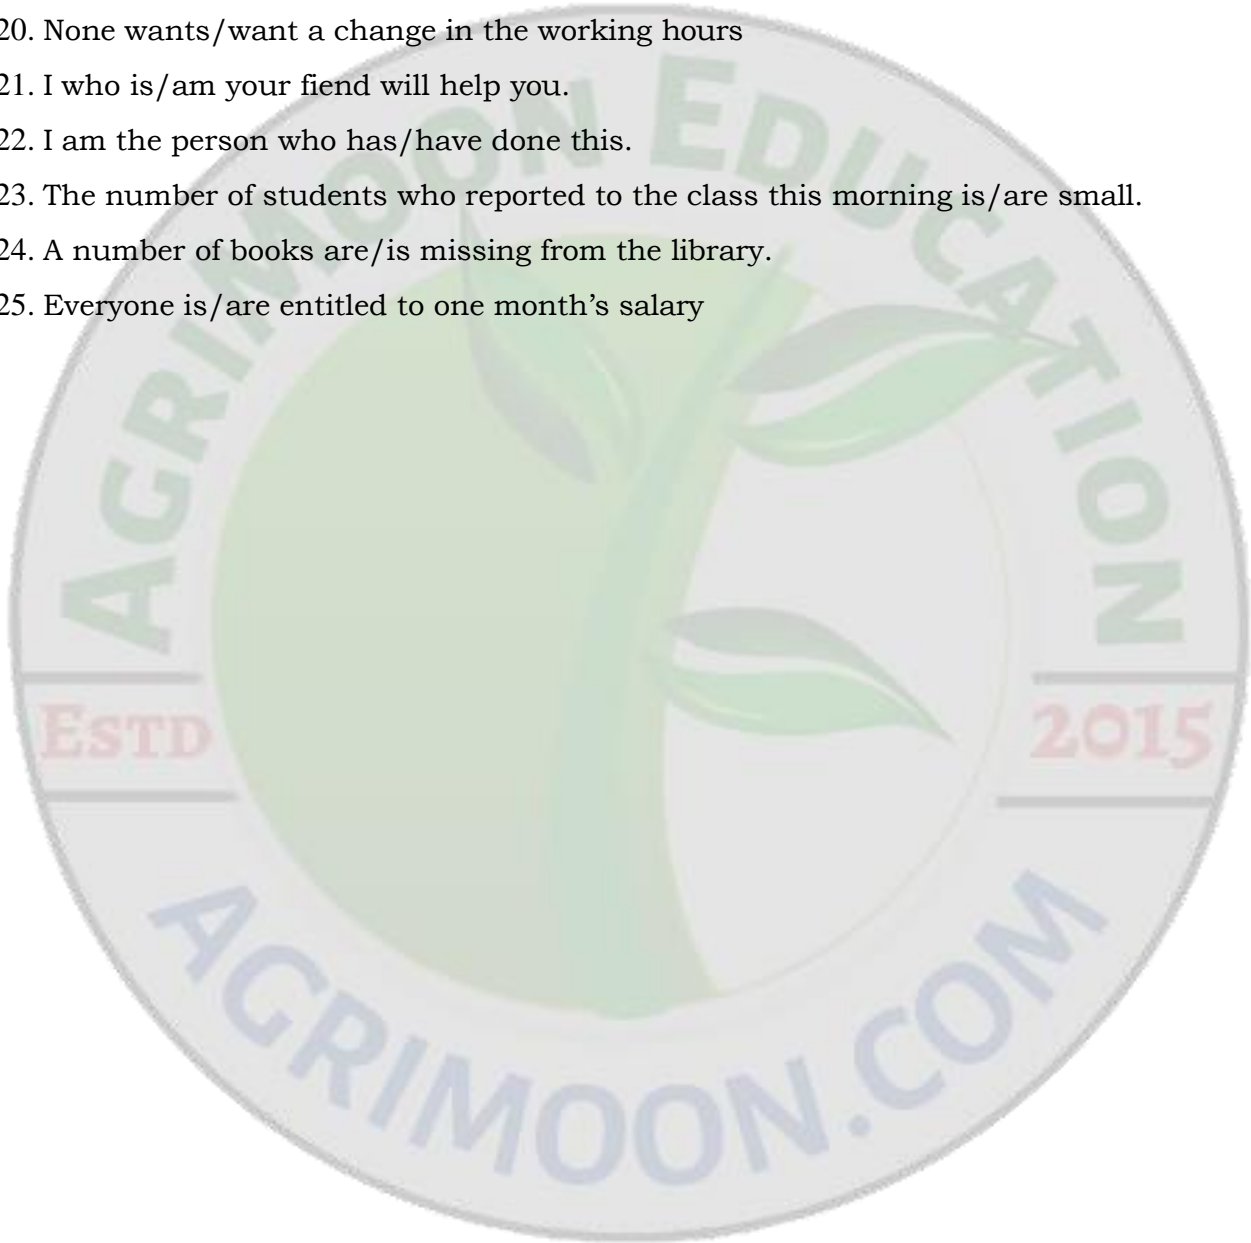 20. None wants/want a change in the working hours
21. I who is/am your fiend will help you.
22. I am the person who has/have done this.
23. The number of students who reported to the class this morning is/are small.
24. A number of books are/is missing from the library.
25. Everyone is/are entitled to one month’s salary
AGRIMOON EDUCATION
ESTD 2015
AGRIMOON.COM